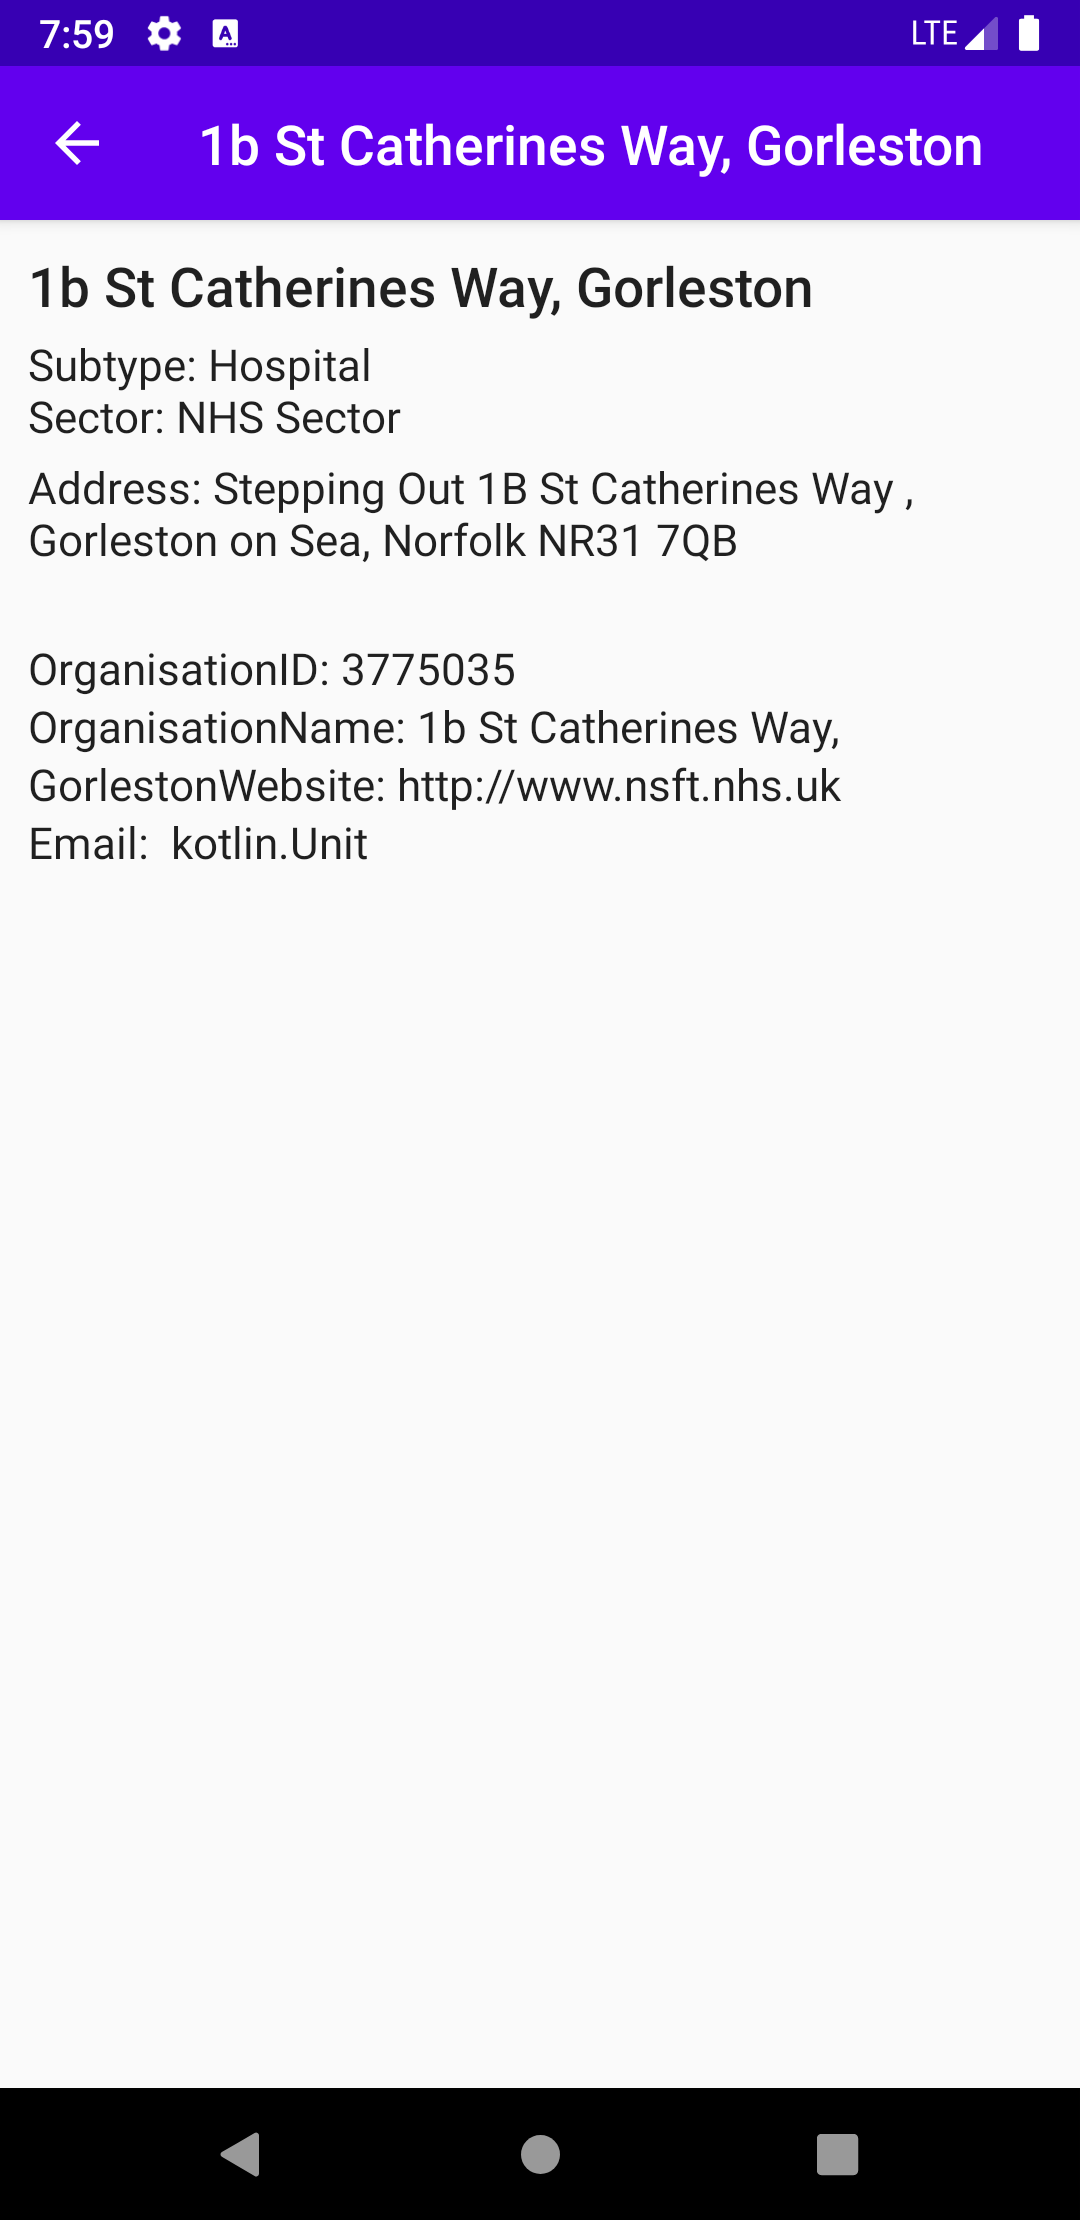 7:59
LTE
1b St Catherines Way, Gorleston
1b St Catherines Way, Gorleston
Subtype: Hospital
Sector: NHS Sector
Address: Stepping Out 1B St Catherines Way ,
Gorleston on Sea, Norfolk NR31 7QB
OrganisationID: 3775035
OrganisationName: 1b St Catherines Way,
GorlestonWebsite: http://www.nsft.nhs.uk
Email:  kotlin.Unit